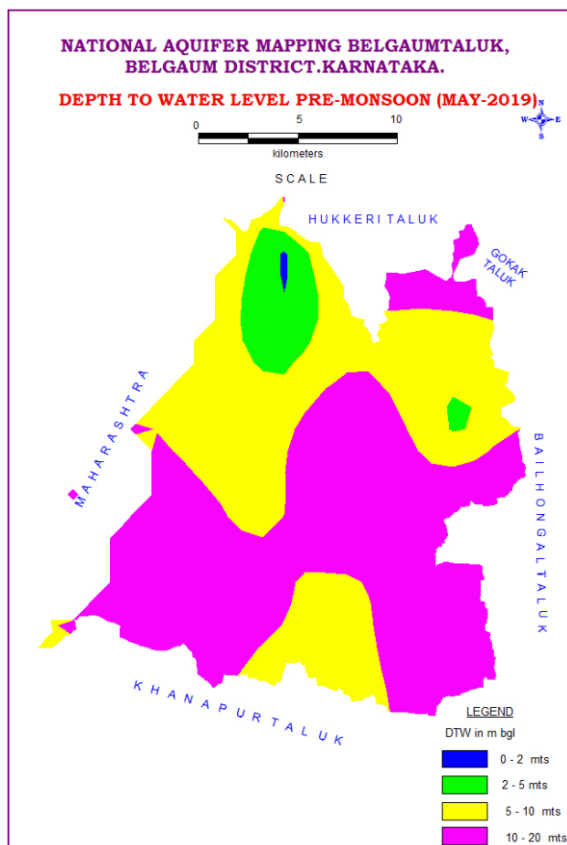 NATIONAL AQUIFER MAPPING BELGAUMTALUK,
BELGAUM DISTRICT.KARNATAKA.
DEPTH TO WATER LEVEL PRE-MONSOON (MAY-2019)
N
W E
S
0 5 10
kilometers
SCALE
HUKKERI TALUK
GOKAK
TALUK
MAHARASHTRA
BAILHONGALTALUK
KHANAPURTALUK
LEGEND
DTW in m bgl
0 - 2 mts
2 - 5 mts
5 - 10 mts
10 - 20 mts